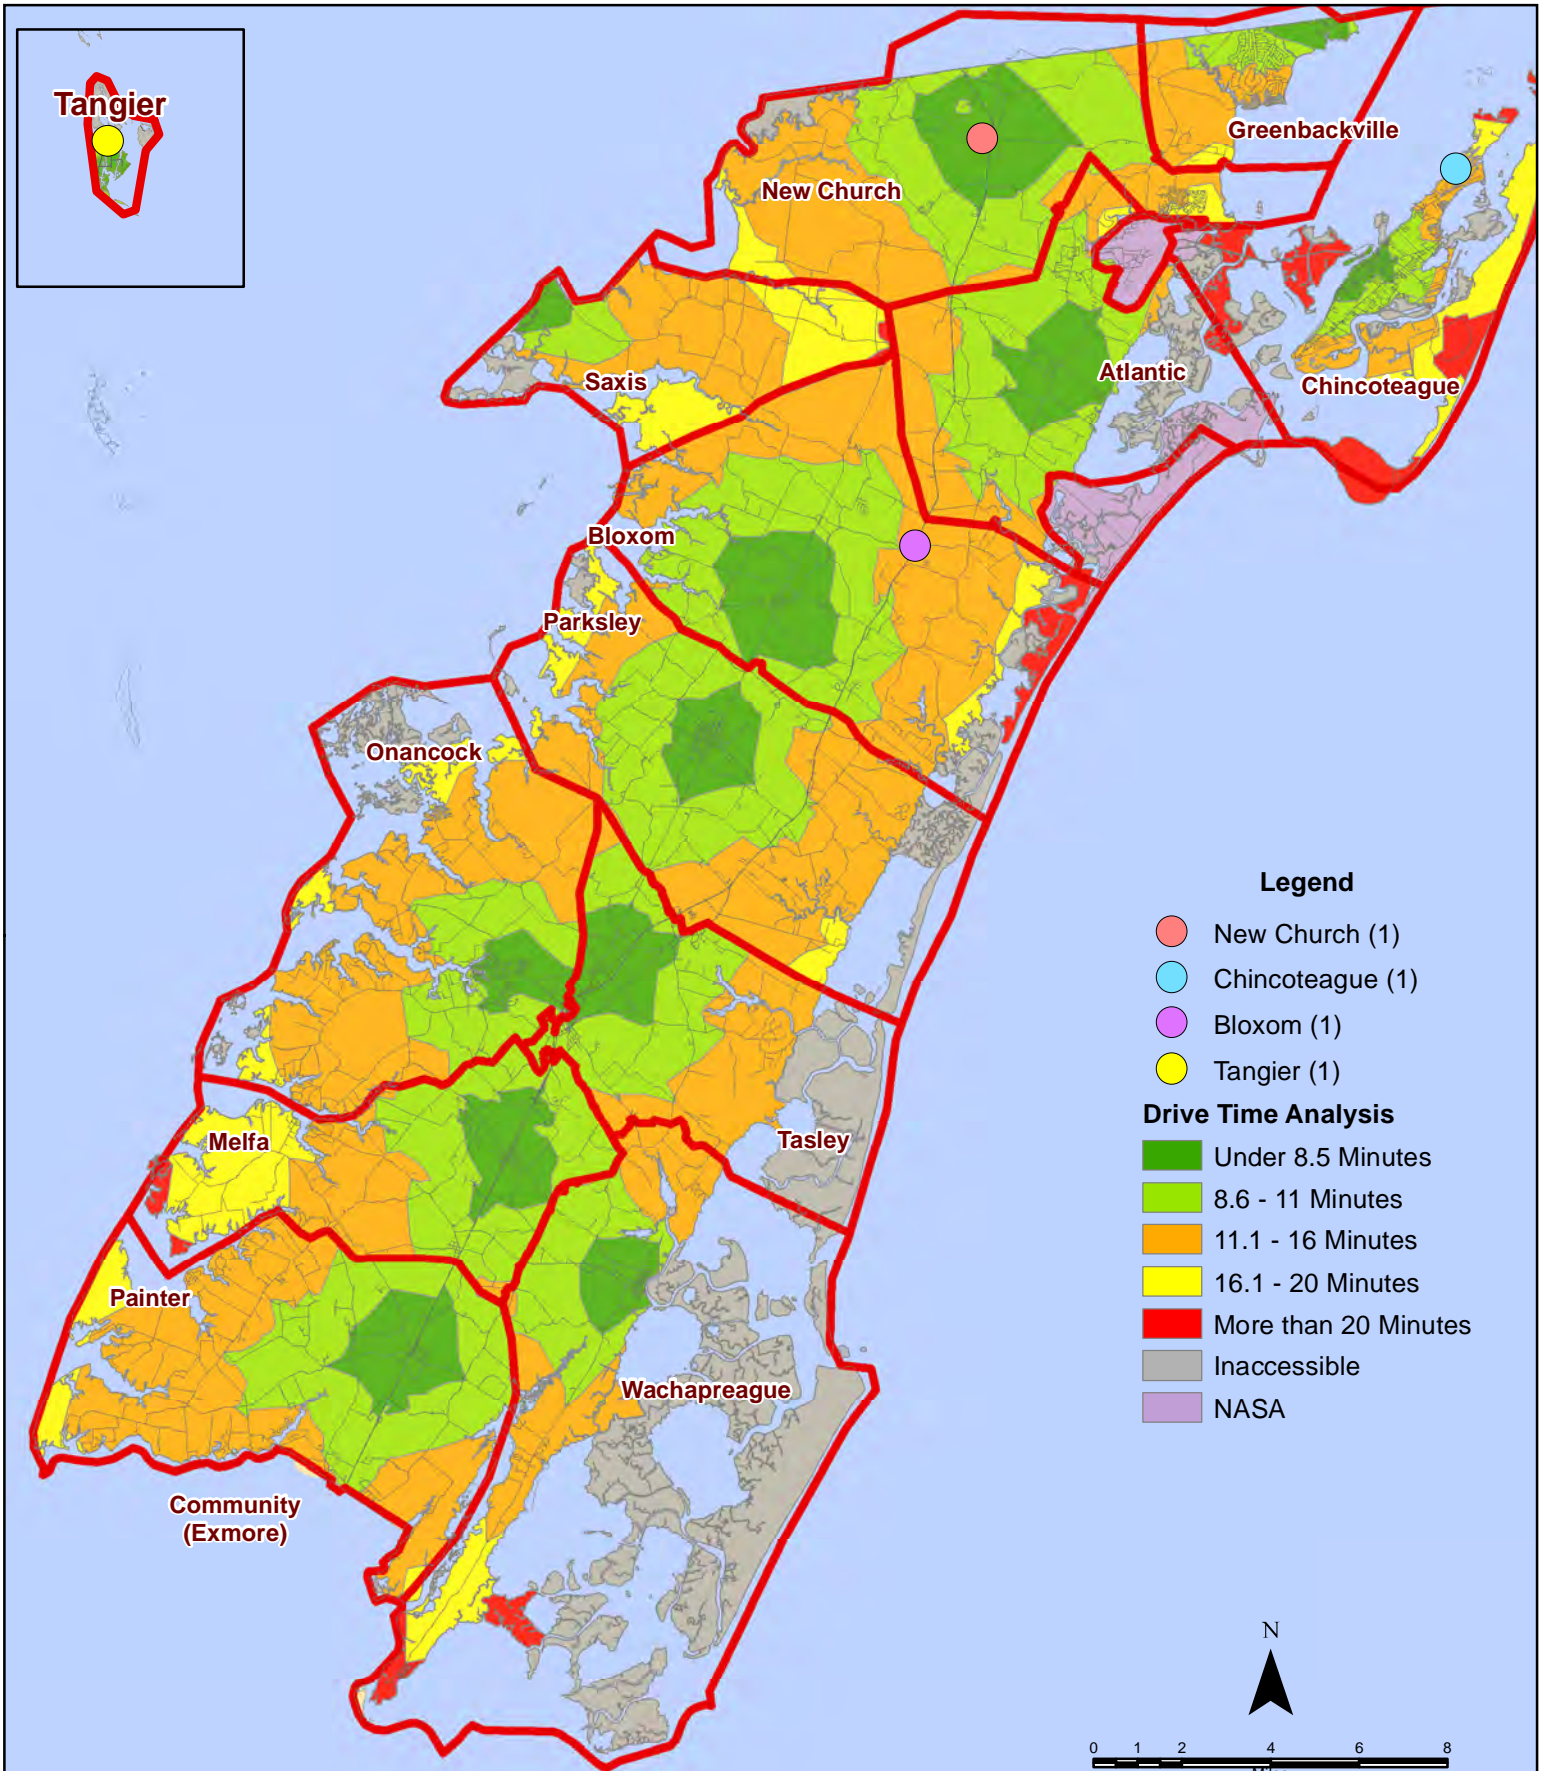 Tangier
Greenbackville
New Church
Saxis
Atlantic
Chincoteague
Bloxom
Parksley
Onancock
Melfa
Tasley
Painter
Wachapreague
Community
(Exmore)
Legend
New Church (1)
Chincoteague (1)
Bloxom (1)
Tangier (1)
Drive Time Analysis
Under 8.5 Minutes
8.6 - 11 Minutes
11.1 - 16 Minutes
16.1 - 20 Minutes
More than 20 Minutes
Inaccessible
NASA
N
0 1 2 4 6 8